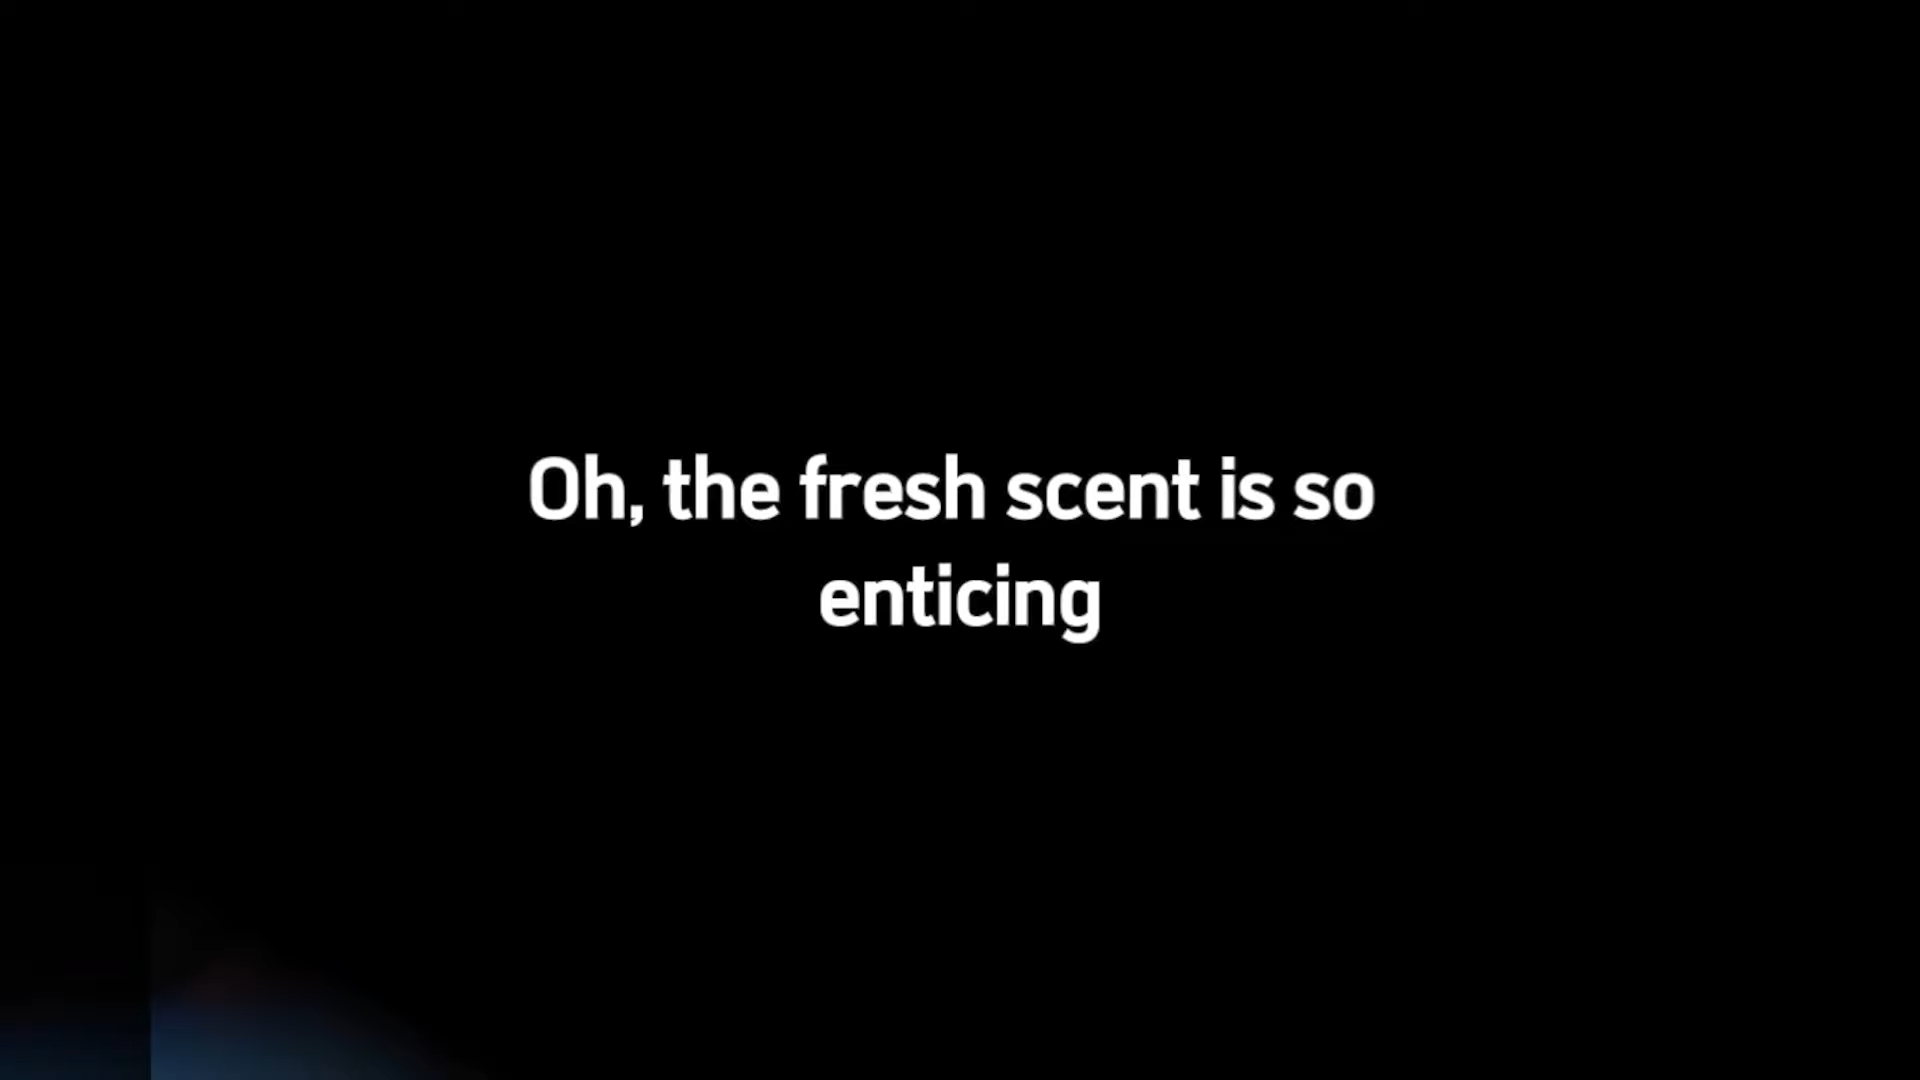 Oh, the fresh scent is so
enticing